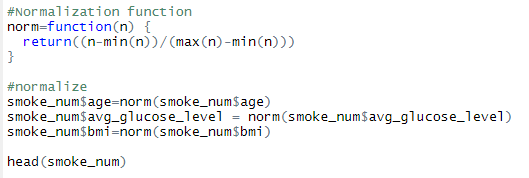 #Normalization function
norm=function(n) {
  return((n-min(n))/(max(n)-min(n)))
}
#normalize
smoke_num$age=norm(smoke_num$age)
smoke_num$avg_glucose_level = norm(smoke_num$avg_glucose_level)
smoke_num$bmi=norm(smoke_num$bmi)
head(smoke_num)